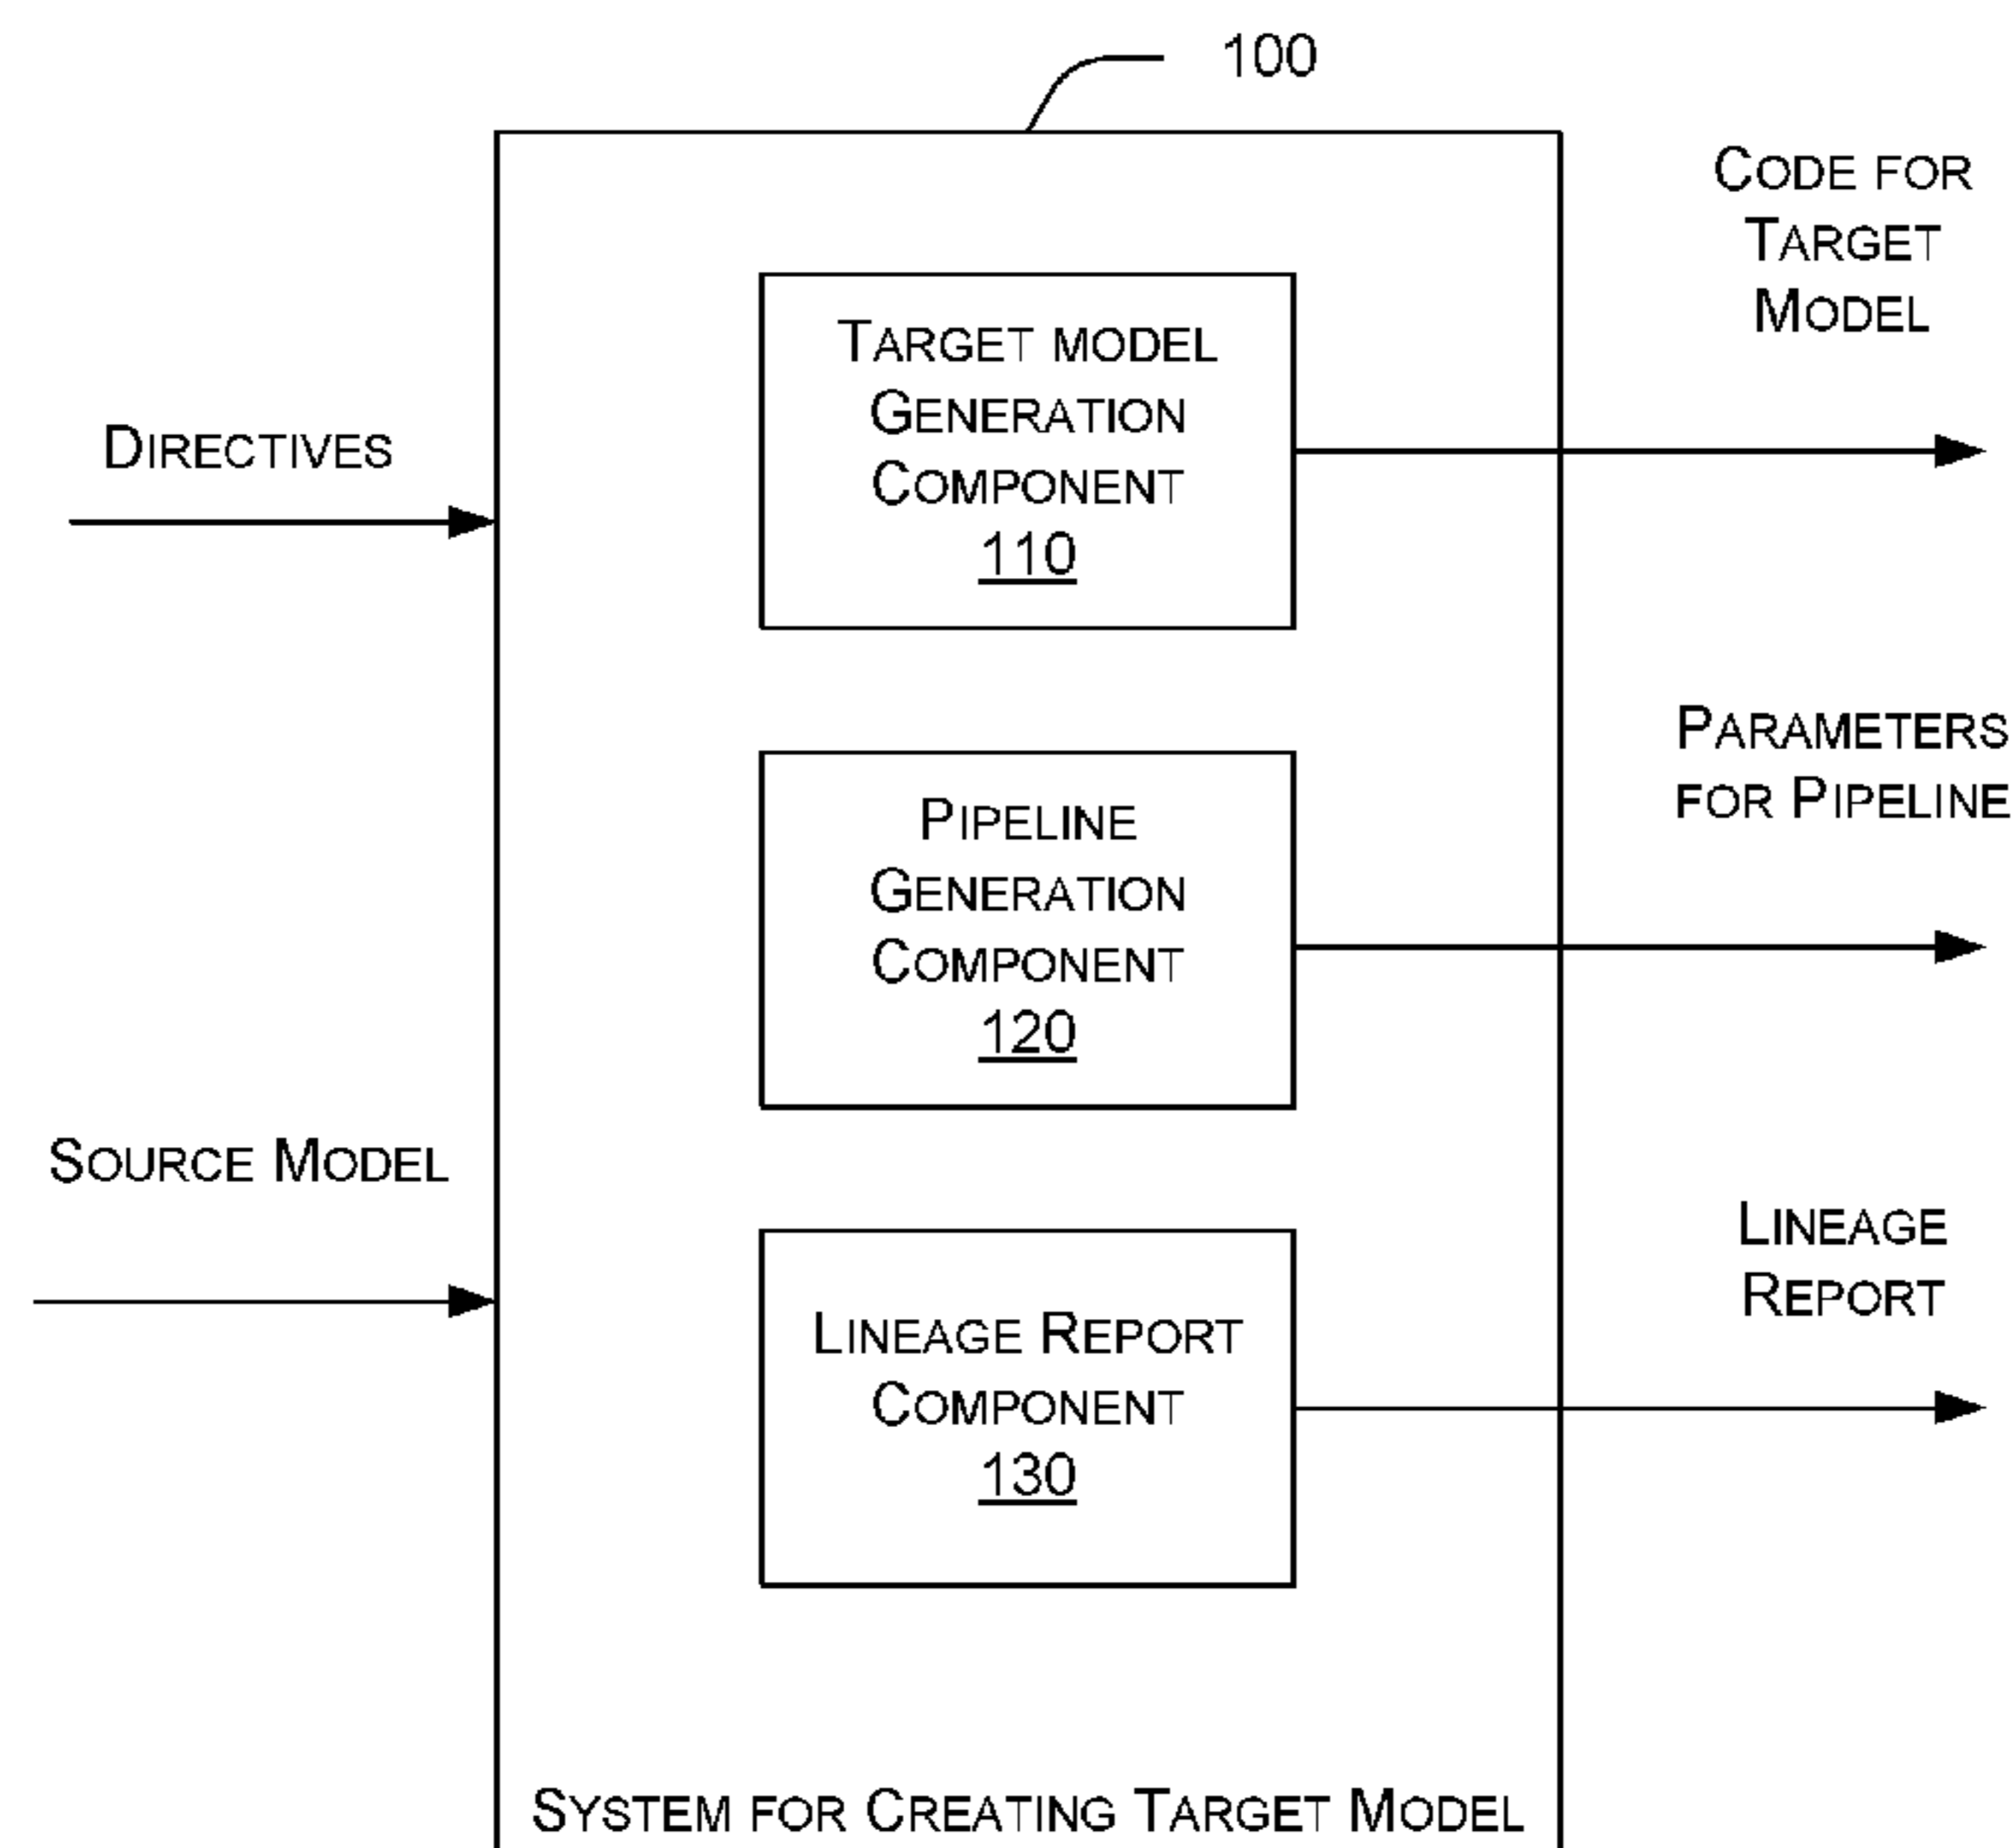 100
DIRECTIVES
SOURCE MODEL
TARGET MODEL
GENERATION
COMPONENT
110
PIPELINE
GENERATION
COMPONENT
120
LINEAGE REPORT
COMPONENT
130
SYSTEM FOR CREATING TARGET MODEL
CODE FOR
TARGET
MODEL
PARAMETERS
FOR PIPELINE
LINEAGE
REPORT